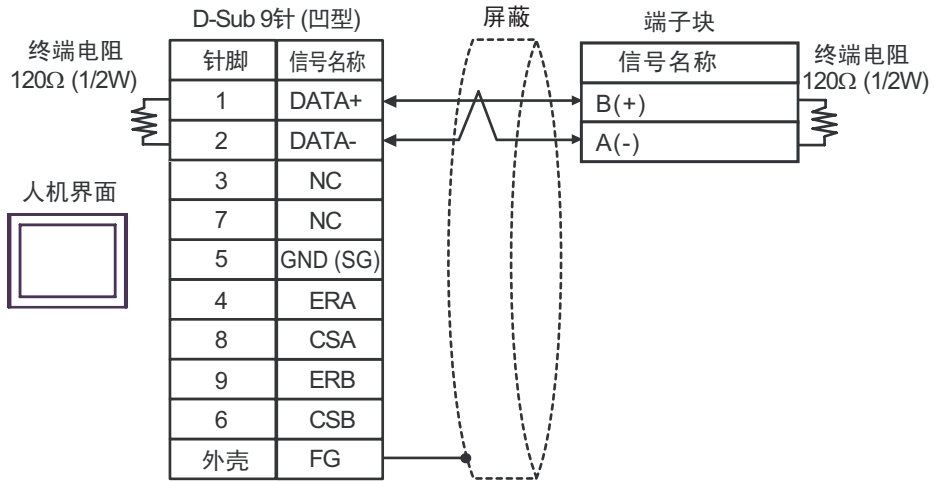 D-Sub 9针 (凹型)
屏蔽
端子块
终端电阻
120Ω (1/2W)
针脚 信号名称
信号名称
终端电阻
120Ω (1/2W)
1 DATA+
B(+)
2 DATA-
A(-)
3 NC
人机界面
7 NC
5 GND (SG)
4 ERA
8 CSA
9 ERB
6 CSB
外壳 FG